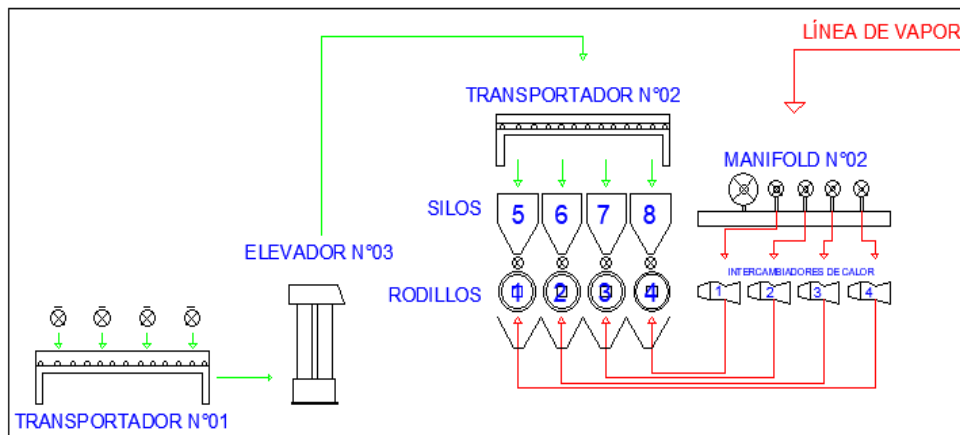 LÍNEA DE VAPOR
TRANSPORTADOR N°02
MANIFOLD N°02
SILOS
5 6 7 8
ELEVADOR N°03
INTERCAMBIADORES DE CALOR
RODILLOS
1 2 3 4
1 2 3 4
TRANSPORTADOR N°01